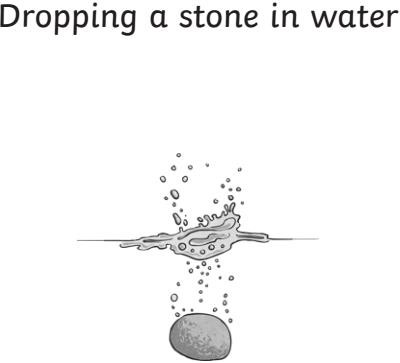 Dropping a stone in water